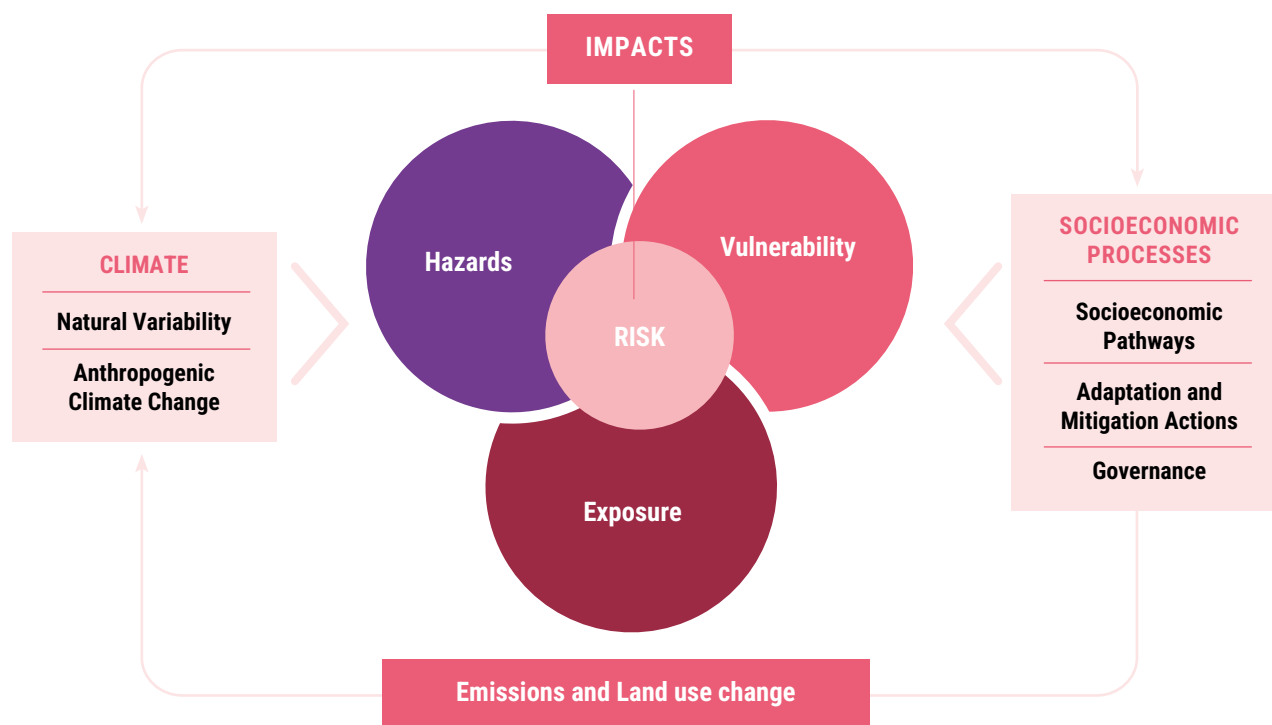 IMPACTS
Hazards
Vulnerability
RISK
Exposure
CLIMATE
Natural Variability
Anthropogenic
Climate Change
SOCIOECONOMIC
PROCESSES
Socioeconomic
Pathways
Adaptation and
Mitigation Actions
Governance
Emissions and Land use change